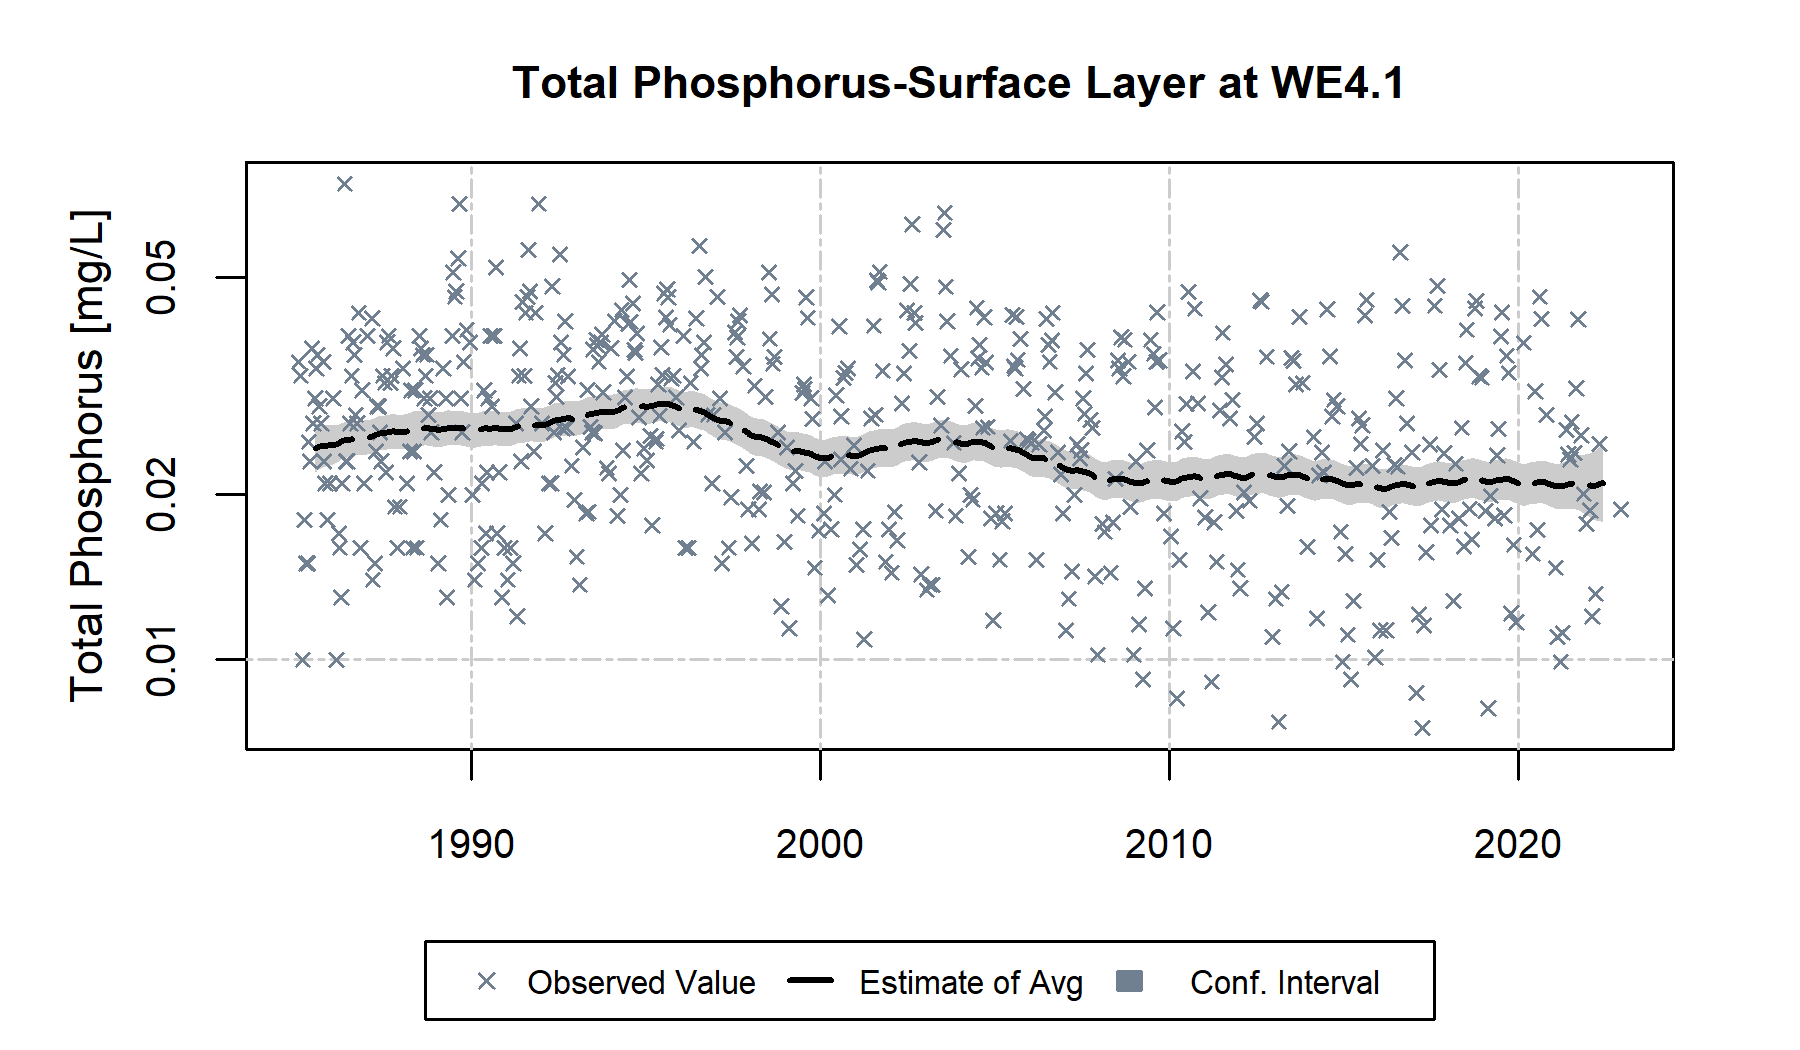 Total Phosphorus-Surface Layer at WE4.1
Total Phosphorus [mg/L]
0.05
0.02
0.01
1990 2000 2010 2020
Observed Value Estimate of Avg Conf. Interval